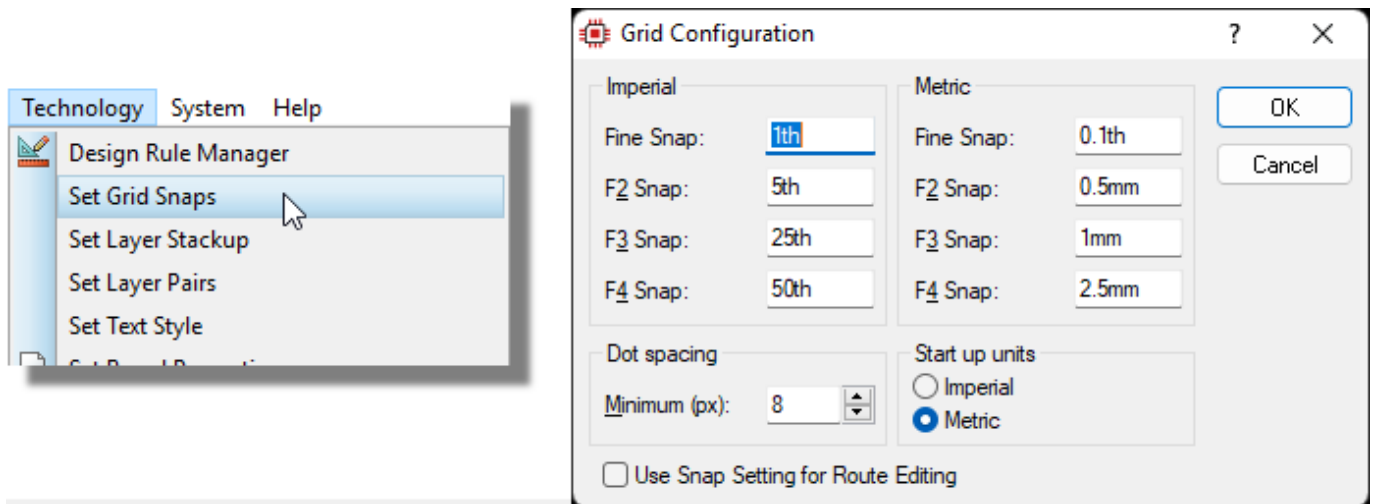 Technology System Help
Design Rule Manager
Set Grid Snaps
Set Layer Stackup
Set Layer Pairs
Set Text Style
Grid Configuration ?
Imperial
Fine Snap: 1th
F2 Snap: 5th
F3 Snap: 25th
F4 Snap: 50th
Metric
Fine Snap: 0.1th
F2 Snap: 0.5mm
F3 Snap: 1mm
F4 Snap: 2.5mm
OK
Cancel
Dot spacing
Minimum (px): 8
Start up units
Imperial
Metric
Use Snap Setting for Route Editing